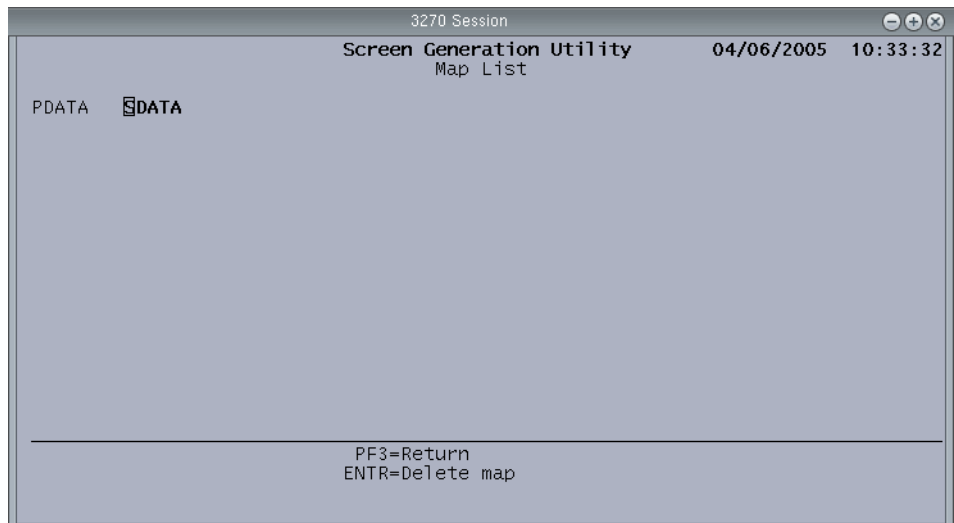 3270 Session
Screen Generation Utility 04/06/2005 10:33:32
Map List
PDATA SDATA
PF3=Return
ENTR=Delete map